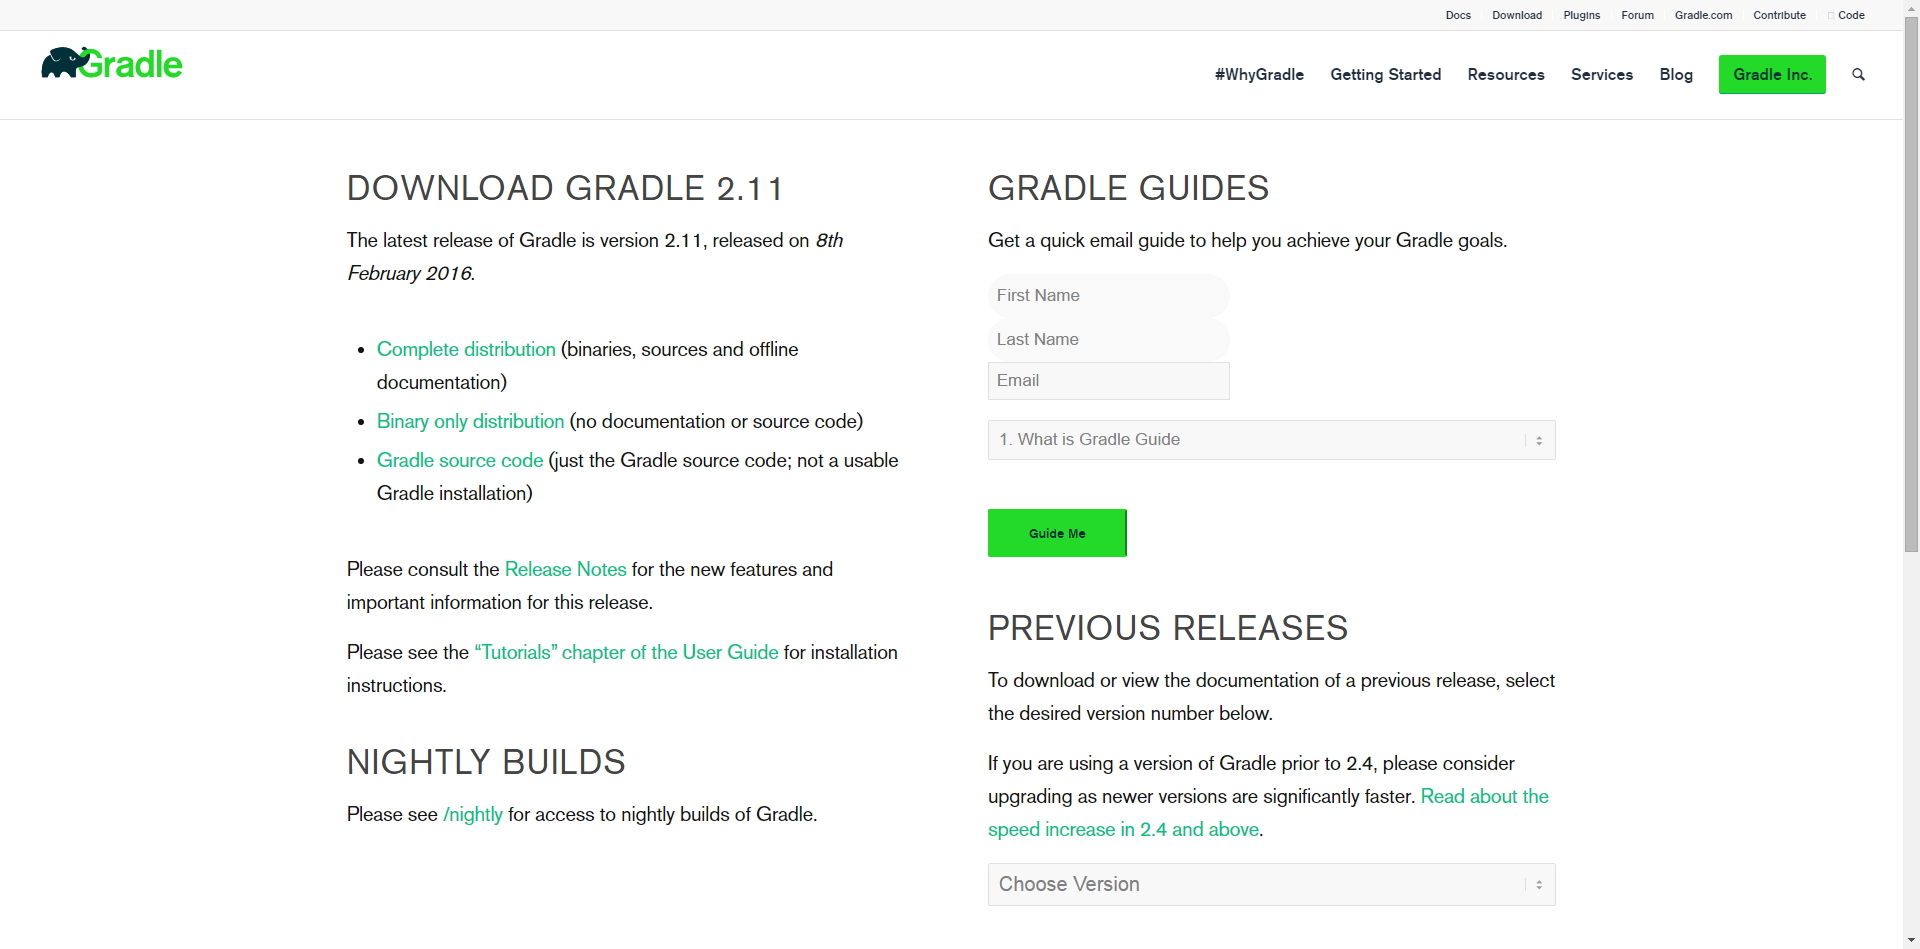 Docs Download Plugins Forum Gradle.com Contribute Code
Gradle
#WhyGradle Getting Started Resources Services Blog Gradle Inc.
DOWNLOAD GRADLE 2.11
The latest release of Gradle is version 2.11, released on 8th
February 2016.
Complete distribution (binaries, sources and offline
documentation)
Binary only distribution (no documentation or source code)
Gradle source code (just the Gradle source code; not a usable
Gradle installation)
Please consult the Release Notes for the new features and
important information for this release.
Please see the “Tutorials” chapter of the User Guide for installation
instructions.
NIGHTLY BUILDS
Please see /nightly for access to nightly builds of Gradle.
GRADLE GUIDES
Get a quick email guide to help you achieve your Gradle goals.
First Name
Last Name
Email
1. What is Gradle Guide
Guide Me
PREVIOUS RELEASES
To download or view the documentation of a previous release, select
the desired version number below.
If you are using a version of Gradle prior to 2.4, please consider
upgrading as newer versions are significantly faster. Read about the
speed increase in 2.4 and above.
Choose Version